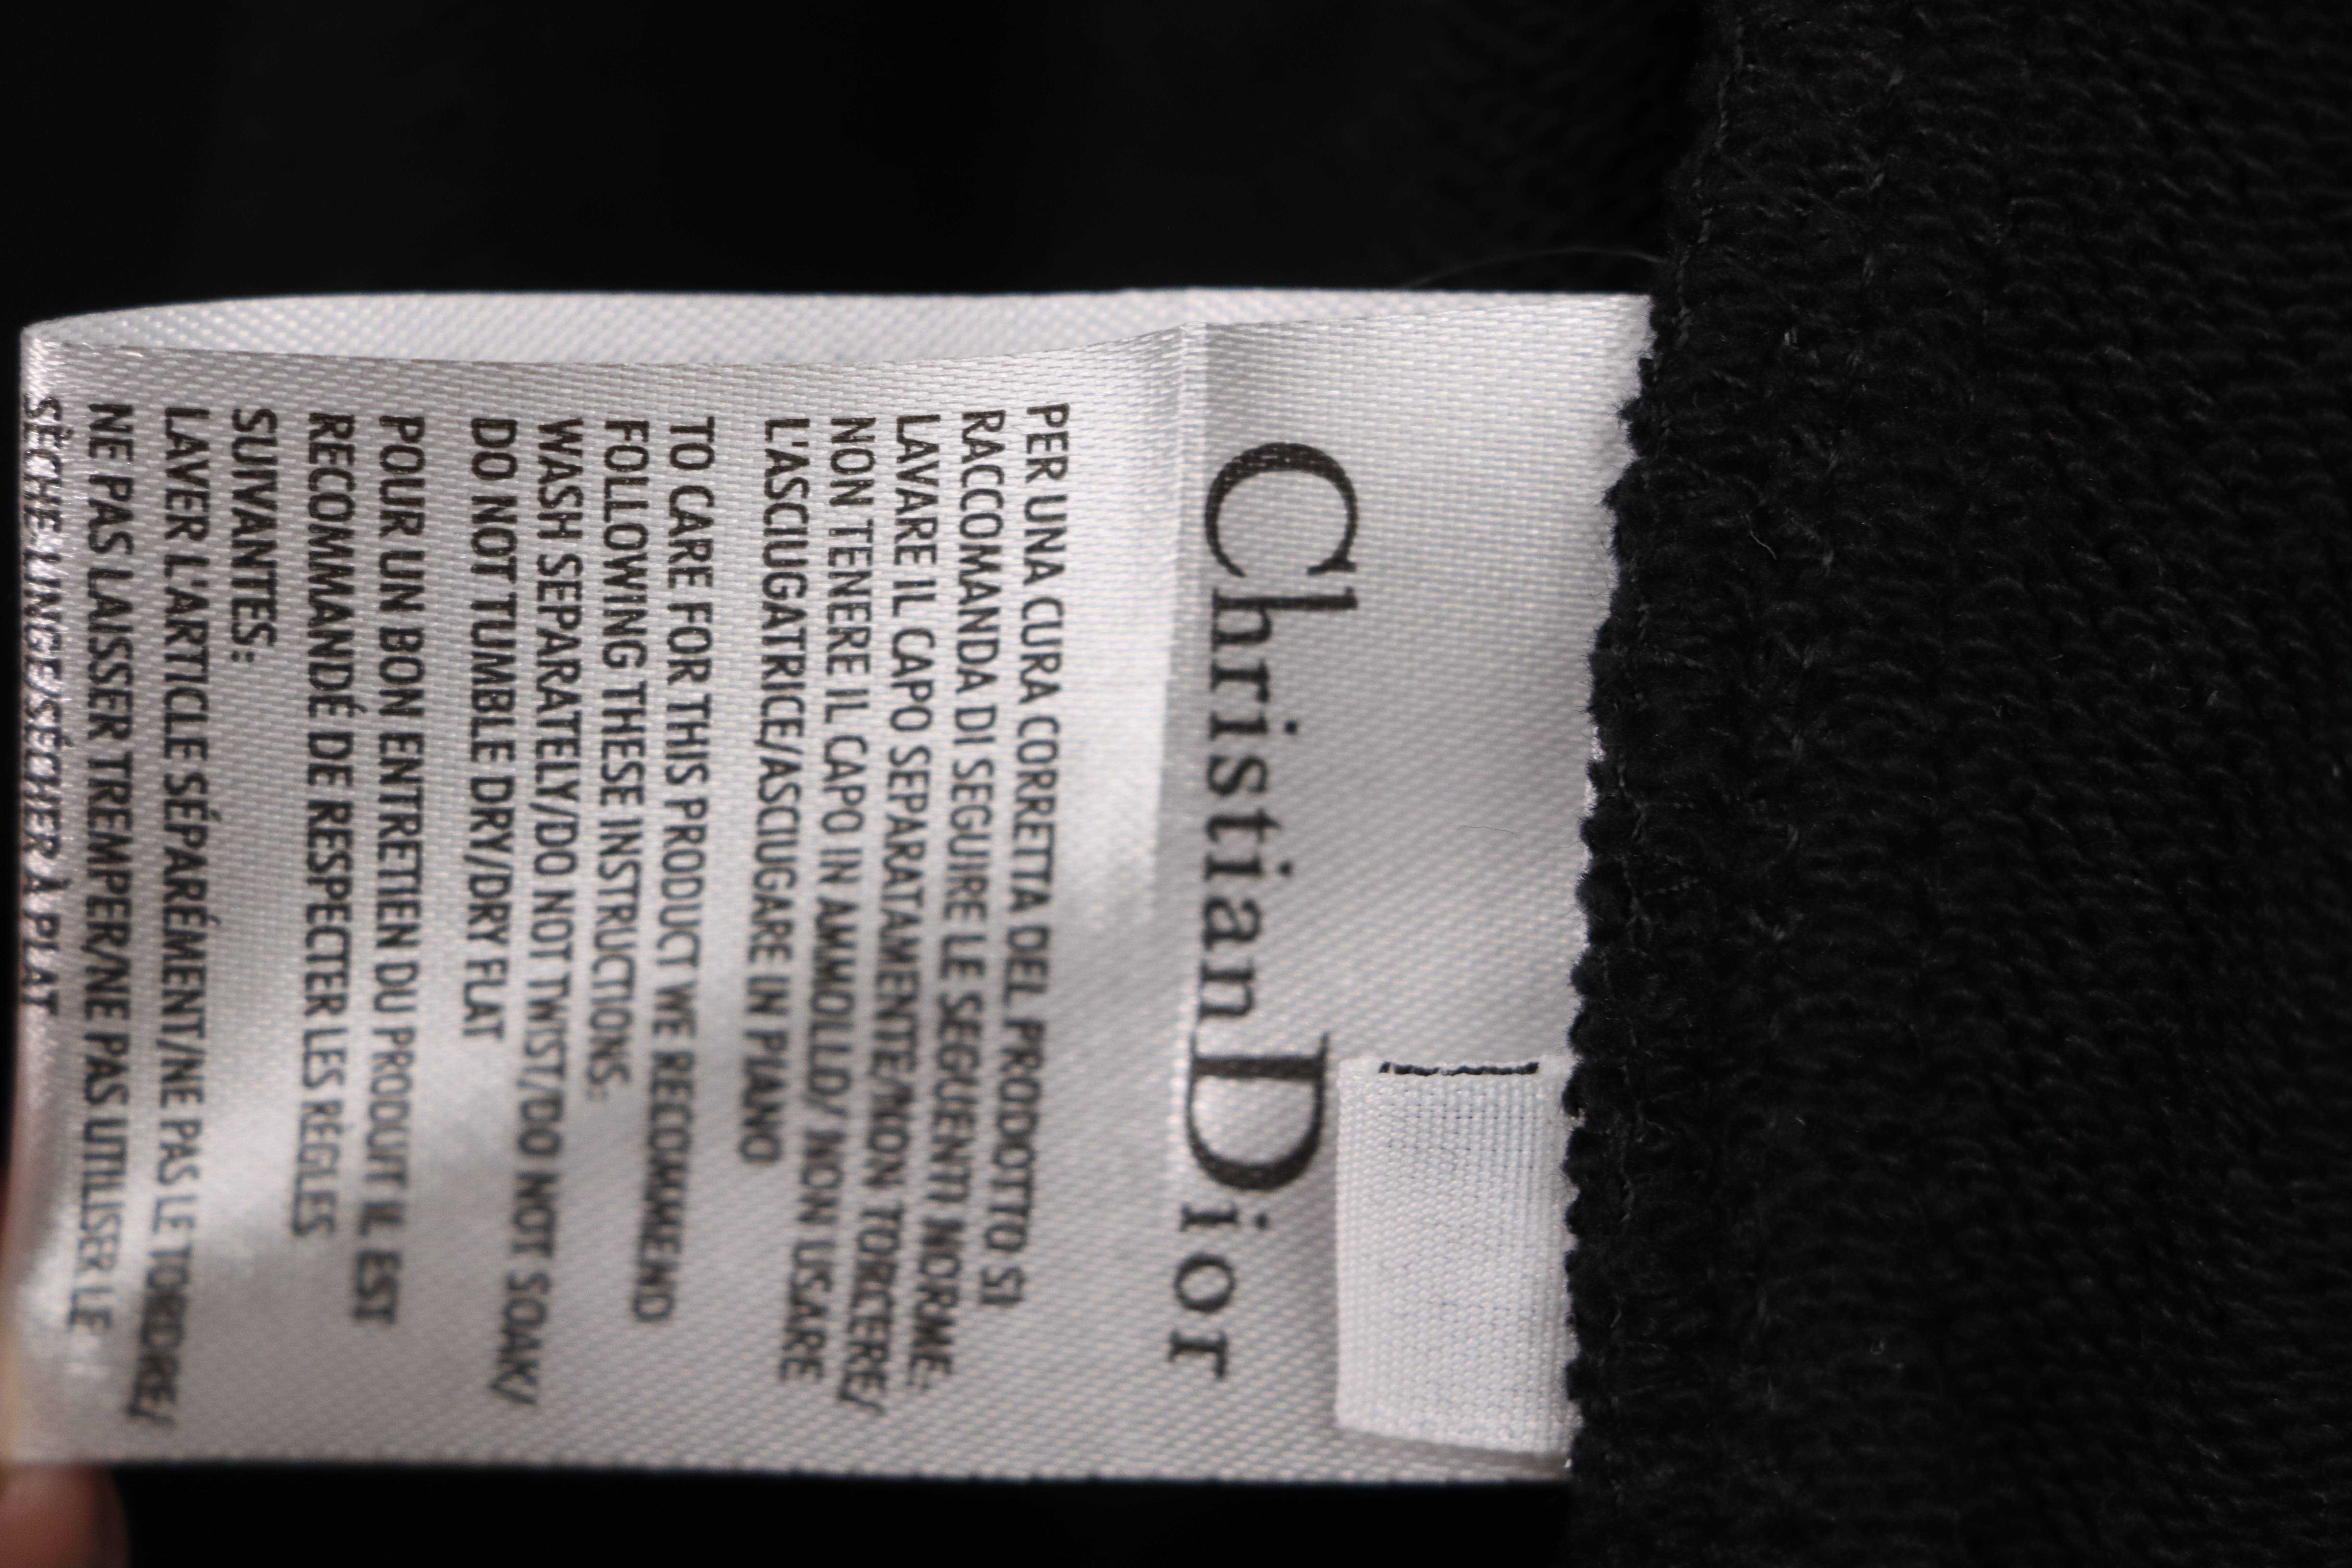 Christian Dior
PER UNA CURA CORRETTA DEL PRODOTTO SI
RACCOMANDA DI SEGUIRE LE SEGUENTI NORME:
LAVARE IL CAPO SEPARATAMENTE/NON TORCERE/
NON TENERE IL CAPO IN AMMOLLO/ NON USARE
L'ASCIUGATRICE/ASCIUGARE IN PIANO
TO CARE FOR THIS PRODUCT WE RECOMMEND
FOLLOWING THESE INSTRUCTIONS:
WASH SEPARATELY/DO NOT TWIST/DO NOT SOAK/
DO NOT TUMBLE DRY/DRY FLAT
POUR UN BON ENTRETIEN DU PRODUIT IL EST
RECOMMANDÉ DE RESPECTER LES RÈGLES
SUIVANTES:
LAVER L'ARTICLE SÉPARÉMENT/NE PAS LE TORDRE/
NE PAS LAISSER TREMPER/NE PAS UTILISER LE
SÈCHE LINGE/SÉCHER À PLAT